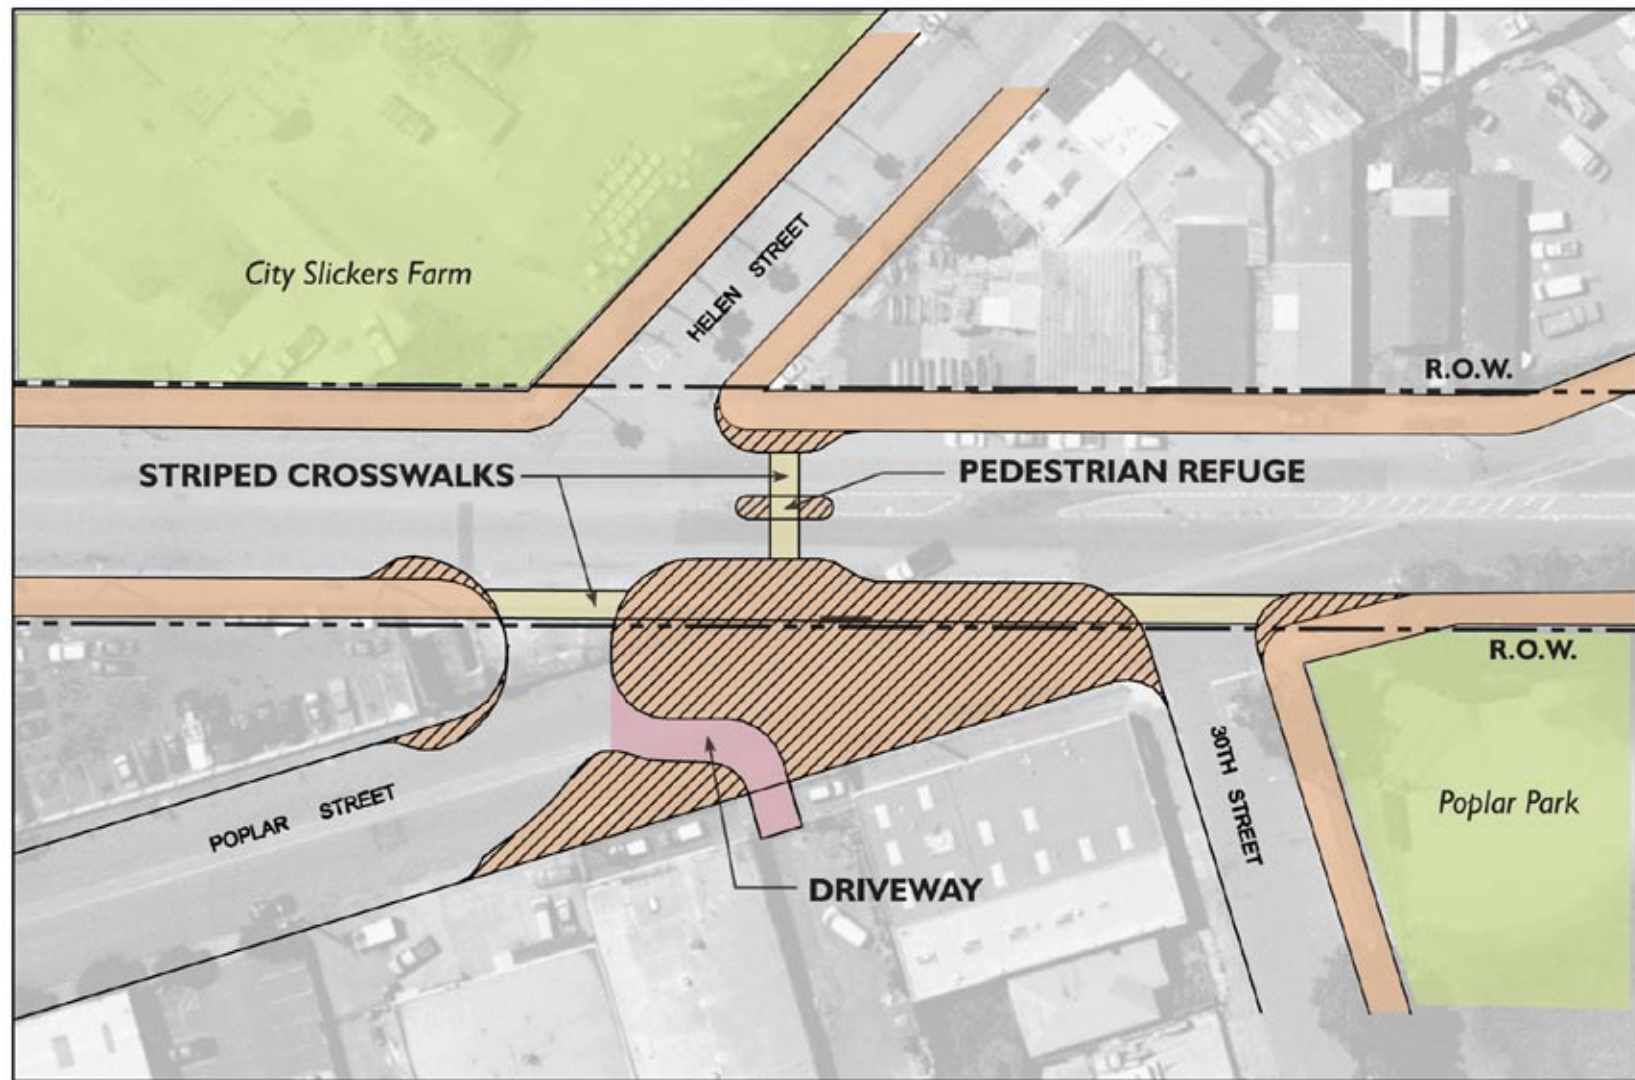 City Slickers Farm
HELEN STREET
R.O.W.
STRIPED CROSSWALKS
PEDESTRIAN REFUGE
R.O.W.
POPLAR STREET
30TH STREET
Poplar Park
DRIVEWAY